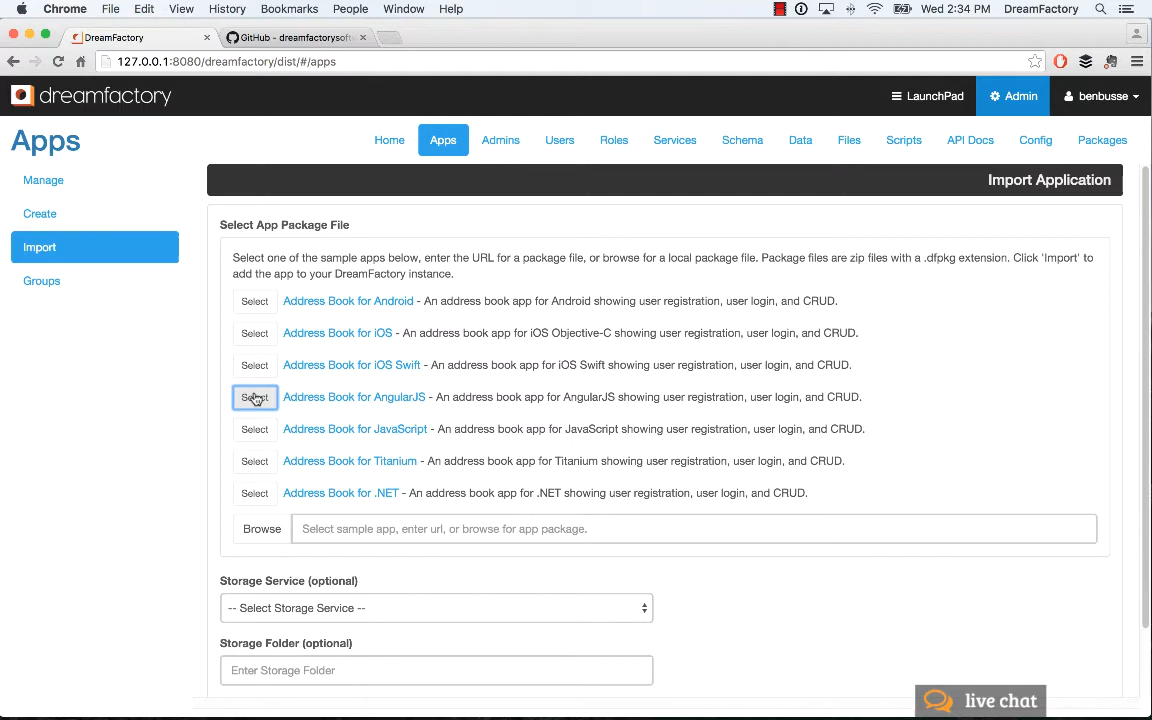 Chrome File Edit View History Bookmarks People Window Help Wed 2:34 PM DreamFactory
DreamFactory GitHub - dreamfactorysoft
127.0.0.1:8080/dreamfactory/dist/#/apps
dreamfactory LaunchPad Admin benbusse
Apps Home Apps Admins Users Roles Services Schema Data Files Scripts API Docs Config Packages
Manage
Create
Import
Groups
Import Application
Select App Package File
Select one of the sample apps below, enter the URL for a package file, or browse for a local package file. Package files are zip files with a .dfpkg extension. Click 'Import' to
add the app to your DreamFactory instance.
Select Address Book for Android - An address book app for Android showing user registration, user login, and CRUD.
Select Address Book for iOS - An address book app for iOS Objective-C showing user registration, user login, and CRUD.
Select Address Book for iOS Swift - An address book app for iOS Swift showing user registration, user login, and CRUD.
Select Address Book for AngularJS - An address book app for AngularJS showing user registration, user login, and CRUD.
Select Address Book for JavaScript - An address book app for JavaScript showing user registration, user login, and CRUD.
Select Address Book for Titanium - An address book app for Titanium showing user registration, user login, and CRUD.
Select Address Book for .NET - An address book app for .NET showing user registration, user login, and CRUD.
Browse Select sample app, enter url, or browse for app package.
Storage Service (optional)
-- Select Storage Service --
Storage Folder (optional)
Enter Storage Folder
live chat